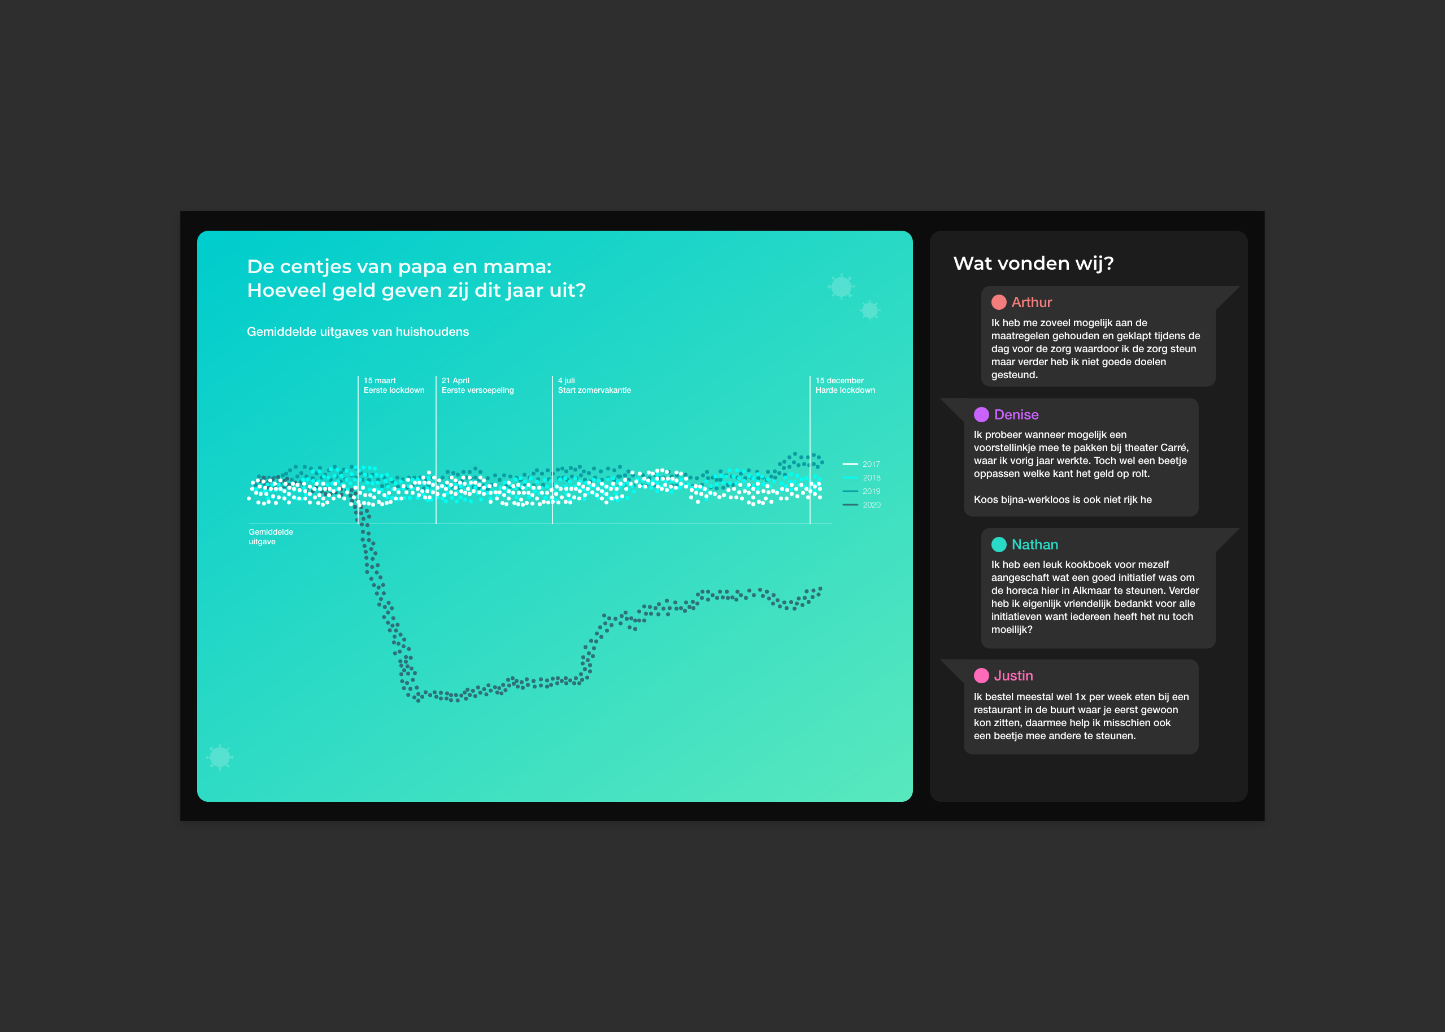 De centjes van papa en mama:
Hoeveel geld geven zij dit jaar uit?
Gemiddelde uitgaves van huishoudens
15 maart
Eerste lockdown
21 April
Eerste versoepeling
4 juli
Start zomervakantie
15 december
Harde lockdown
2017
2018
2019
2020
Gemiddelde
uitgave
Wat vonden wij?
Arthur
Ik heb me zoveel mogelijk aan de
maatregelen gehouden en geklapt tijdens de
dag voor de zorg waardoor ik de zorg steun
maar verder heb ik niet goede doelen
gesteund.
Denise
Ik probeer wanneer mogelijk een
voorstellinkje mee te pakken bij theater Carré,
waar ik vorig jaar werkte. Toch wel een beetje
oppassen welke kant het geld op rolt.
Koos bijna-werkloos is ook niet rijk he
Nathan
Ik heb een leuk kookboek voor mezelf
aangeschaft wat een goed initiatief was om
de horeca hier in Alkmaar te steunen. Verder
heb ik eigenlijk vriendelijk bedankt voor alle
initiatieven want iedereen heeft het nu toch
moeilijk?
Justin
Ik bestel meestal wel 1x per week eten bij een
restaurant in de buurt waar je eerst gewoon
kon zitten, daarmee help ik misschien ook
een beetje mee andere te steunen.